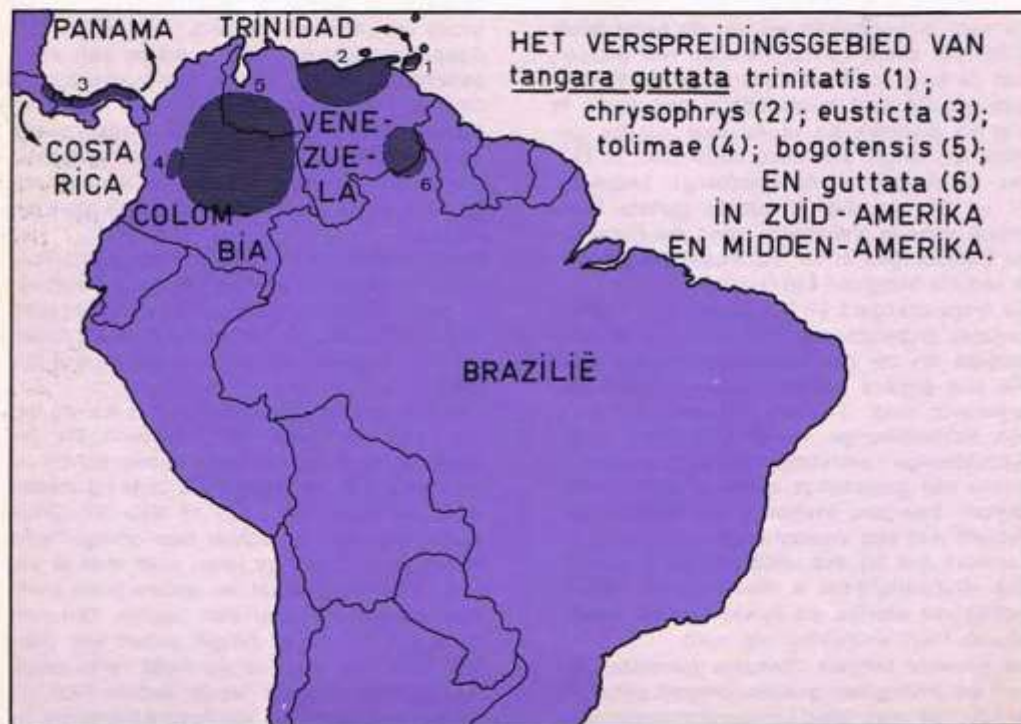 PANAMA
TRINIDAD
HET VERSPREIDINGSGEBIED VAN
tangara guttata trinitatis (1);
chrysophrys (2); eusticta (3);
tolimae (4); bogotensis (5);
EN guttata (6)
IN ZUID-AMERIKA
EN MIDDEN-AMERIKA.
1
2
3
4
5
6
COSTA
RICA
VENE-
ZUE-
LA
COLOM-
BIA
BRAZILIË